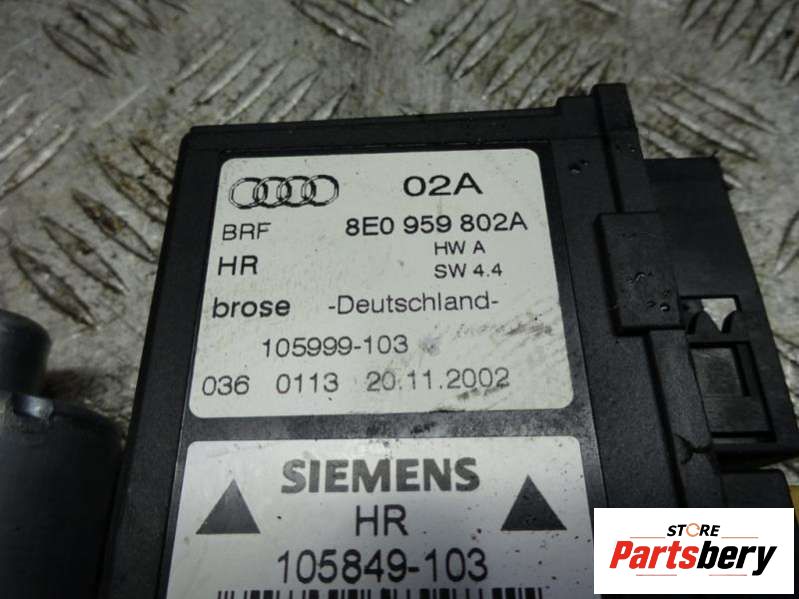 02A
BRF 8E0 959 802A
HW A
HR SW 4.4
brose -Deutschland-
105999-103
036 0113 20.11.2002
SIEMENS
HR
105849-103
STORE
Partsbery